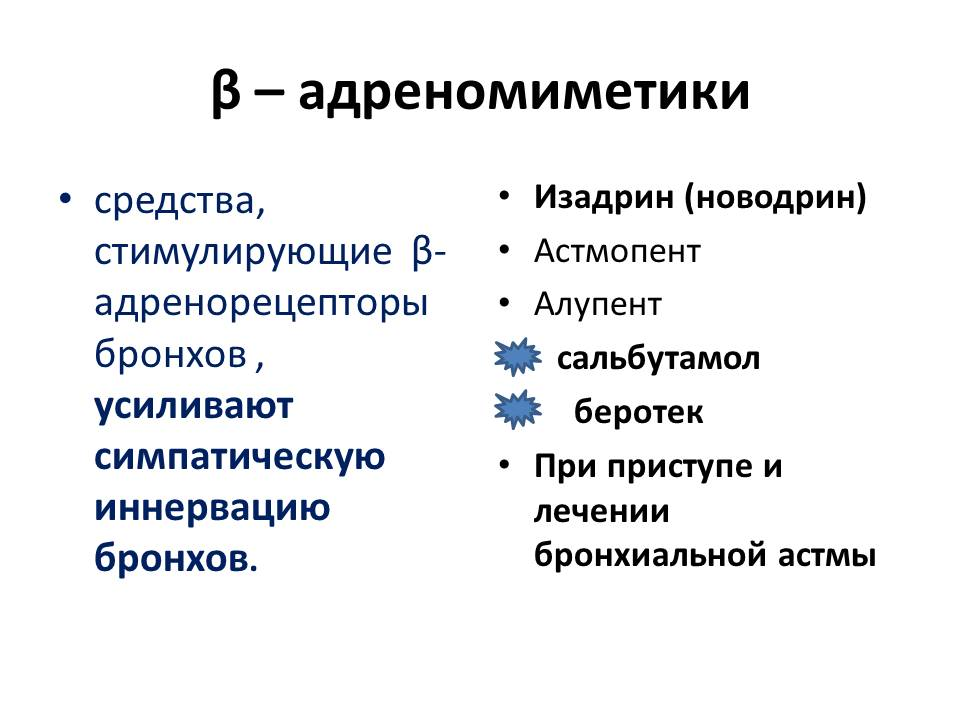 β – адреномиметики
• средства,
стимулирующие β-
адренорецепторы
бронхов ,
усиливают
симпатическую
иннервацию
бронхов.
• Изадрин (новодрин)
• Астмопент
• Алупент
сальбутамол
беротек
• При приступе и
лечении
бронхиальной астмы